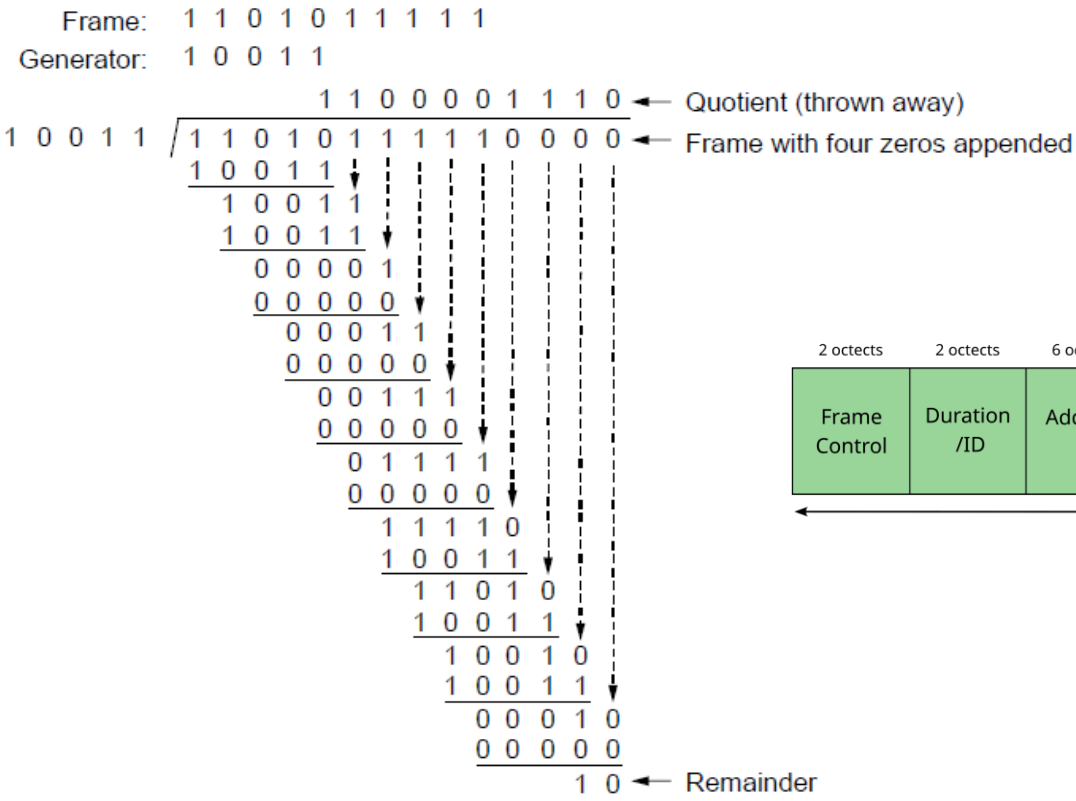 Frame: 1 1 0 1 0 1 1 1 1 1
Generator: 1 0 0 1 1
1 1 0 0 0 0 1 1 1 0 Quotient (thrown away)
1 0 0 1 1 1 1 0 1 0 1 1 1 1 1 0 0 0 0 Frame with four zeros appended
1 0 0 1 1
1 0 0 1 1
1 0 0 1 1
0 0 0 0 1
0 0 0 0 0
0 0 0 1 1
0 0 0 0 0
0 0 1 1 1
0 0 0 0 0
0 1 1 1 1
0 0 0 0 0
1 1 1 1 0
1 0 0 1 1
1 1 0 1 0
1 0 0 1 1
1 0 0 1 0
1 0 0 1 1
0 0 0 1 0
0 0 0 0 0
1 0 Remainder
2 octects 2 octects 6
Frame Control
Duration /ID